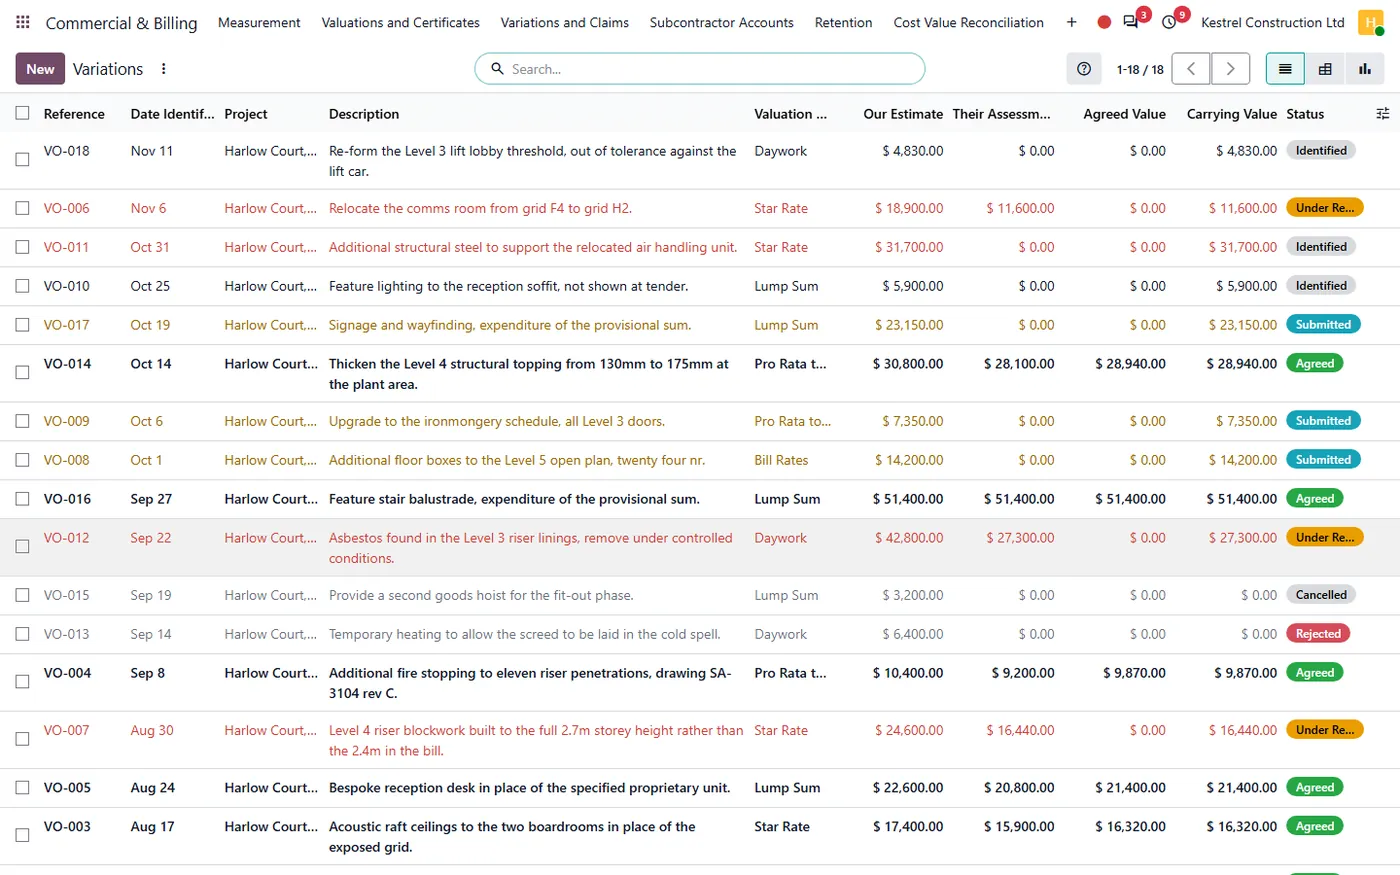 Commercial & Billing Measurement Valuations and Certificates Variations and Claims Subcontractor Accounts Retention Cost Value Reconciliation + 3 9 Kestrel Construction Ltd H
New Variations Search... 1-18 / 18
Reference Date Identif... Project Description Valuation ... Our Estimate Their Assessm... Agreed Value Carrying Value Status
VO-018 Nov 11 Harlow Court,... Re-form the Level 3 lift lobby threshold, out of tolerance against the Daywork $ 4,830.00 $ 0.00 $ 0.00 $ 4,830.00 Identified
lift car.
VO-006 Nov 6 Harlow Court,... Relocate the comms room from grid F4 to grid H2. Star Rate $ 18,900.00 $ 11,600.00 $ 0.00 $ 11,600.00 Under Re...
VO-011 Oct 31 Harlow Court,... Additional structural steel to support the relocated air handling unit. Star Rate $ 31,700.00 $ 0.00 $ 0.00 $ 31,700.00 Identified
VO-010 Oct 25 Harlow Court,... Feature lighting to the reception soffit, not shown at tender. Lump Sum $ 5,900.00 $ 0.00 $ 0.00 $ 5,900.00 Identified
VO-017 Oct 19 Harlow Court,... Signage and wayfinding, expenditure of the provisional sum. Lump Sum $ 23,150.00 $ 0.00 $ 0.00 $ 23,150.00 Submitted
VO-014 Oct 14 Harlow Court... Thicken the Level 4 structural topping from 130mm to 175mm at Pro Rata t... $ 30,800.00 $ 28,100.00 $ 28,940.00 $ 28,940.00 Agreed
the plant area.
VO-009 Oct 6 Harlow Court,... Upgrade to the ironmongery schedule, all Level 3 doors. Pro Rata to... $ 7,350.00 $ 0.00 $ 0.00 $ 7,350.00 Submitted
VO-008 Oct 1 Harlow Court,... Additional floor boxes to the Level 5 open plan, twenty four nr. Bill Rates $ 14,200.00 $ 0.00 $ 0.00 $ 14,200.00 Submitted
VO-016 Sep 27 Harlow Court... Feature stair balustrade, expenditure of the provisional sum. Lump Sum $ 51,400.00 $ 51,400.00 $ 51,400.00 $ 51,400.00 Agreed
VO-012 Sep 22 Harlow Court,... Asbestos found in the Level 3 riser linings, remove under controlled Daywork $ 42,800.00 $ 27,300.00 $ 0.00 $ 27,300.00 Under Re...
conditions.
VO-015 Sep 19 Harlow Court,... Provide a second goods hoist for the fit-out phase. Lump Sum $ 3,200.00 $ 0.00 $ 0.00 $ 0.00 Cancelled
VO-013 Sep 14 Harlow Court,... Temporary heating to allow the screed to be laid in the cold spell. Daywork $ 6,400.00 $ 0.00 $ 0.00 $ 0.00 Rejected
VO-004 Sep 8 Harlow Court... Additional fire stopping to eleven riser penetrations, drawing SA- Pro Rata t... $ 10,400.00 $ 9,200.00 $ 9,870.00 $ 9,870.00 Agreed
3104 rev C.
VO-007 Aug 30 Harlow Court,... Level 4 riser blockwork built to the full 2.7m storey height rather than Star Rate $ 24,600.00 $ 16,440.00 $ 0.00 $ 16,440.00 Under Re...
the 2.4m in the bill.
VO-005 Aug 24 Harlow Court... Bespoke reception desk in place of the specified proprietary unit. Lump Sum $ 22,600.00 $ 20,800.00 $ 21,400.00 $ 21,400.00 Agreed
VO-003 Aug 17 Harlow Court... Acoustic raft ceilings to the two boardrooms in place of the Star Rate $ 17,400.00 $ 15,900.00 $ 16,320.00 $ 16,320.00 Agreed
exposed grid.